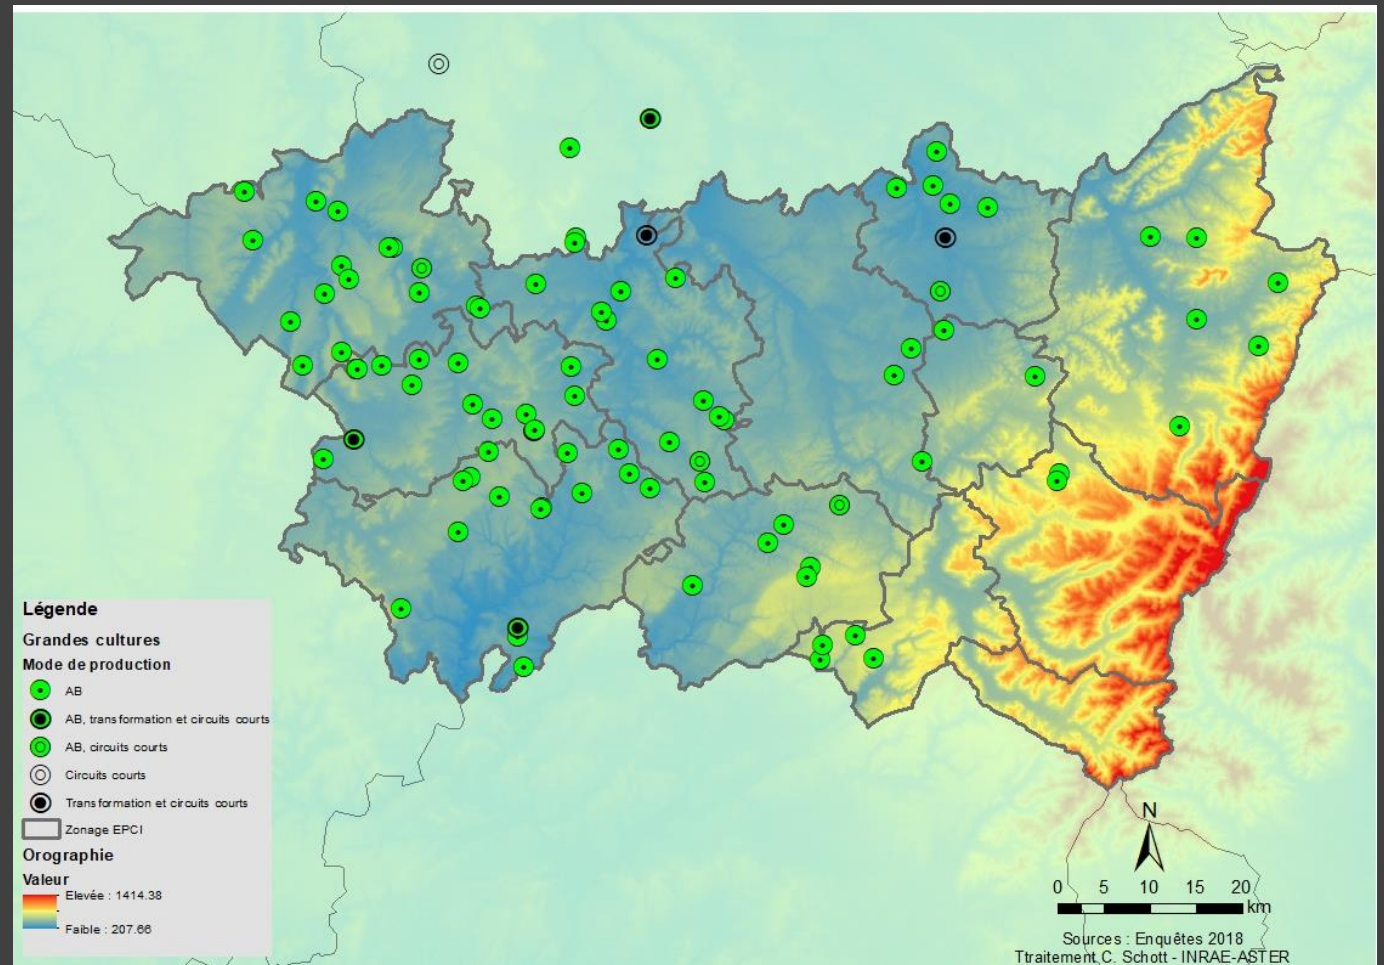 Légende
Grandes cultures
Mode de production
AB
AB, transformation et circuits courts
AB, circuits courts
Circuits courts
Transformation et circuits courts
Zonage EPCI
Orographie
Valeur
Elevée : 1414.38
Faible : 207.66
N
0 5 10 15 20
km
Sources : Enquêtes 2018
Ttraitement C. Schott - INRAE-ASTER